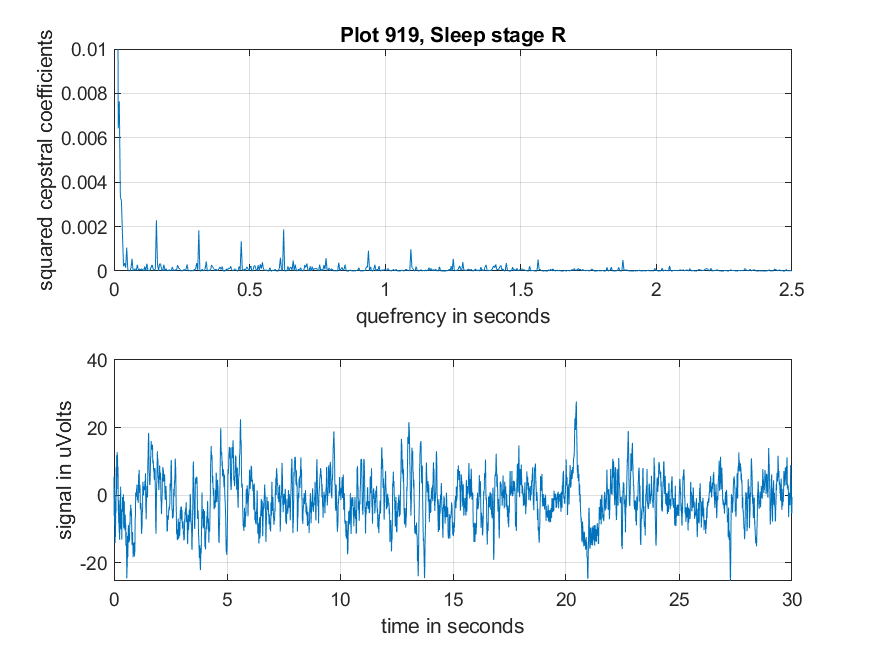 Plot 919, Sleep stage R
squared cepstral coefficients
0.01
0.008
0.006
0.004
0.002
0
0 0.5 1 1.5 2 2.5
quefrency in seconds
signal in uVolts
40
20
0
-20
0 5 10 15 20 25 30
time in seconds